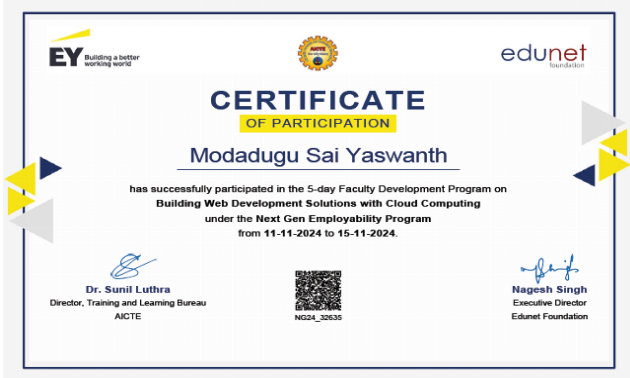 EY Building a better
working world
AICTE
edunet
foundation
CERTIFICATE
OF PARTICIPATION
Modadugu Sai Yaswanth
has successfully participated in the 5-day Faculty Development Program on
Building Web Development Solutions with Cloud Computing
under the Next Gen Employability Program
from 11-11-2024 to 15-11-2024.
Dr. Sunil Luthra
Director, Training and Learning Bureau
AICTE
NG24_32635
Nagesh Singh
Executive Director
Edunet Foundation